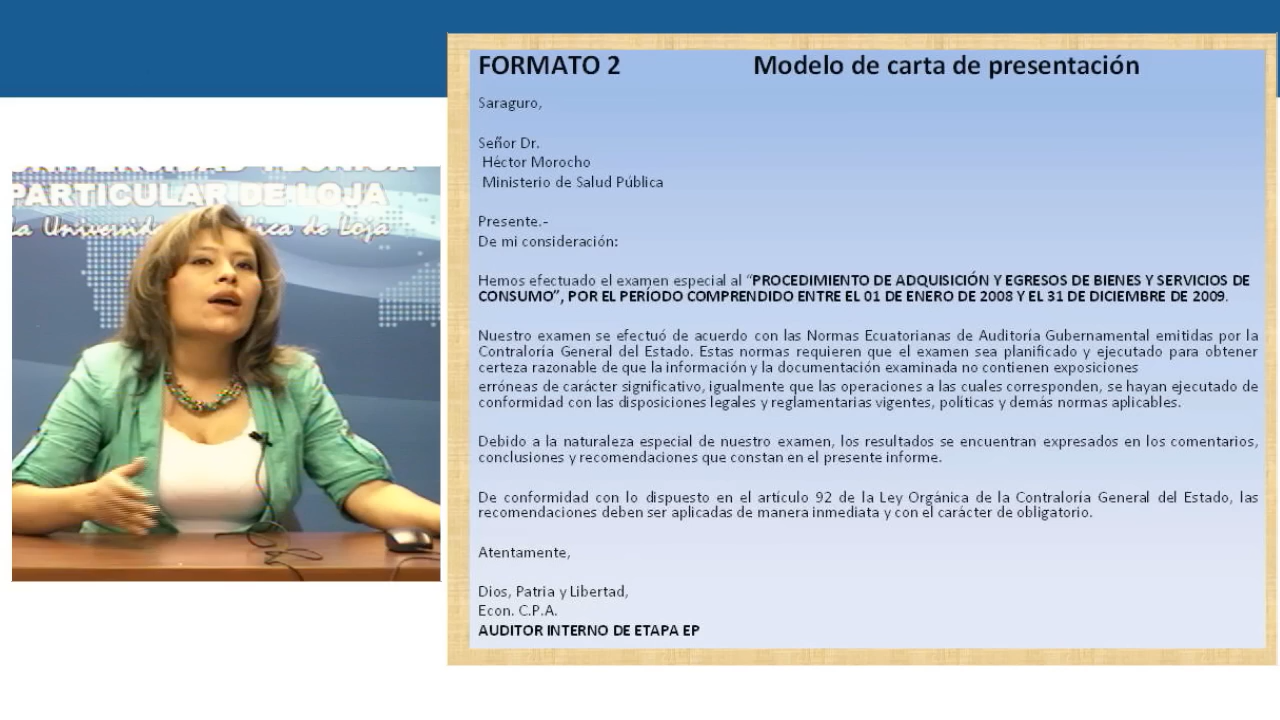 PARTICULAR DE LOJA
La Universidad Católica de Loja
FORMATO 2 Modelo de carta de presentación
Saraguro,
Señor Dr.
Héctor Morocho
Ministerio de Salud Pública
Presente.-
De mi consideración:
Hemos efectuado el examen especial al “PROCEDIMIENTO DE ADQUISICIÓN Y EGRESOS DE BIENES Y SERVICIOS DE
CONSUMO”, POR EL PERÍODO COMPRENDIDO ENTRE EL 01 DE ENERO DE 2008 Y EL 31 DE DICIEMBRE DE 2009.
Nuestro examen se efectuó de acuerdo con las Normas Ecuatorianas de Auditoría Gubernamental emitidas por la
Contraloría General del Estado. Estas normas requieren que el examen sea planificado y ejecutado para obtener
certeza razonable de que la información y la documentación examinada no contienen exposiciones
erróneas de carácter significativo, igualmente que las operaciones a las cuales corresponden, se hayan ejecutado de
conformidad con las disposiciones legales y reglamentarias vigentes, políticas y demás normas aplicables.
Debido a la naturaleza especial de nuestro examen, los resultados se encuentran expresados en los comentarios,
conclusiones y recomendaciones que constan en el presente informe.
De conformidad con lo dispuesto en el artículo 92 de la Ley Orgánica de la Contraloría General del Estado, las
recomendaciones deben ser aplicadas de manera inmediata y con el carácter de obligatorio.
Atentamente,
Dios, Patria y Libertad,
Econ. C.P.A.
AUDITOR INTERNO DE ETAPA EP